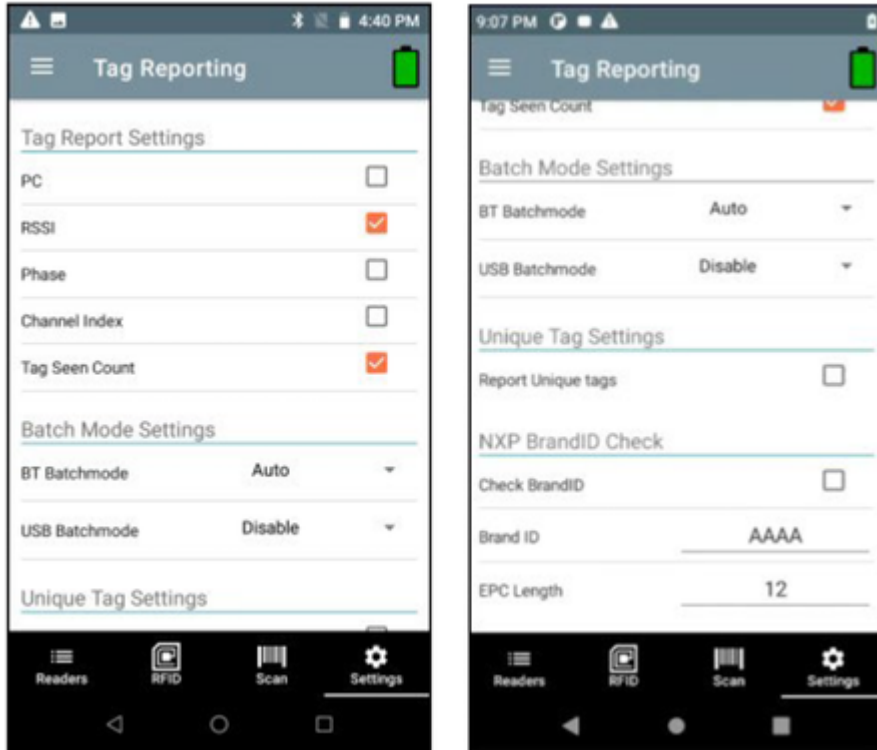 4:40 PM
Tag Reporting
Tag Report Settings
PC
RSSI
Phase
Channel Index
Tag Seen Count
Batch Mode Settings
BT Batchmode Auto
USB Batchmode Disable
Unique Tag Settings
Readers RFID Scan Settings
9:07 PM
Tag Reporting
Tag Seen Count
Batch Mode Settings
BT Batchmode Auto
USB Batchmode Disable
Unique Tag Settings
Report Unique tags
NXP BrandID Check
Check BrandID
Brand ID AAAA
EPC Length 12
Readers RFID Scan Settings